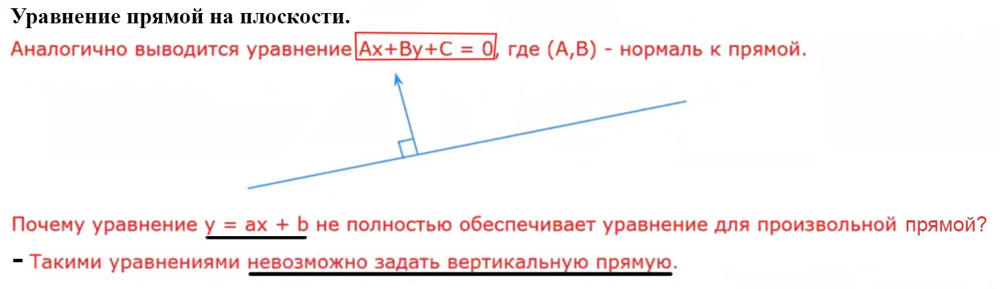 Уравнение прямой на плоскости.
Аналогично выводится уравнение Ax+By+C = 0, где (A,B) - нормаль к прямой.
Почему уравнение y = ax + b не полностью обеспечивает уравнение для произвольной прямой?
- Такими уравнениями невозможно задать вертикальную прямую.